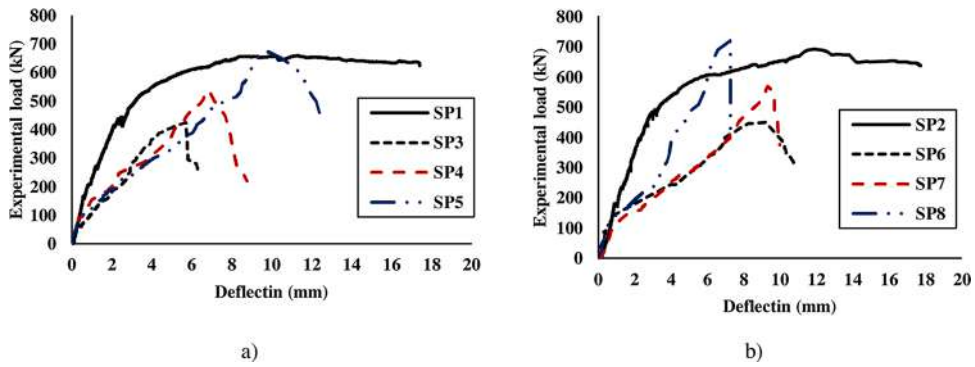 800
700
600
500
400
300
200
100
0
Experimental load (kN)
SP1
SP3
SP4
SP5
0 2 4 6 8 10 12 14 16 18 20
Deflectin (mm)
a)
800
700
600
500
400
300
200
100
0
Experimental load (kN)
SP2
SP6
SP7
SP8
0 2 4 6 8 10 12 14 16 18 20
Deflectin (mm)
b)